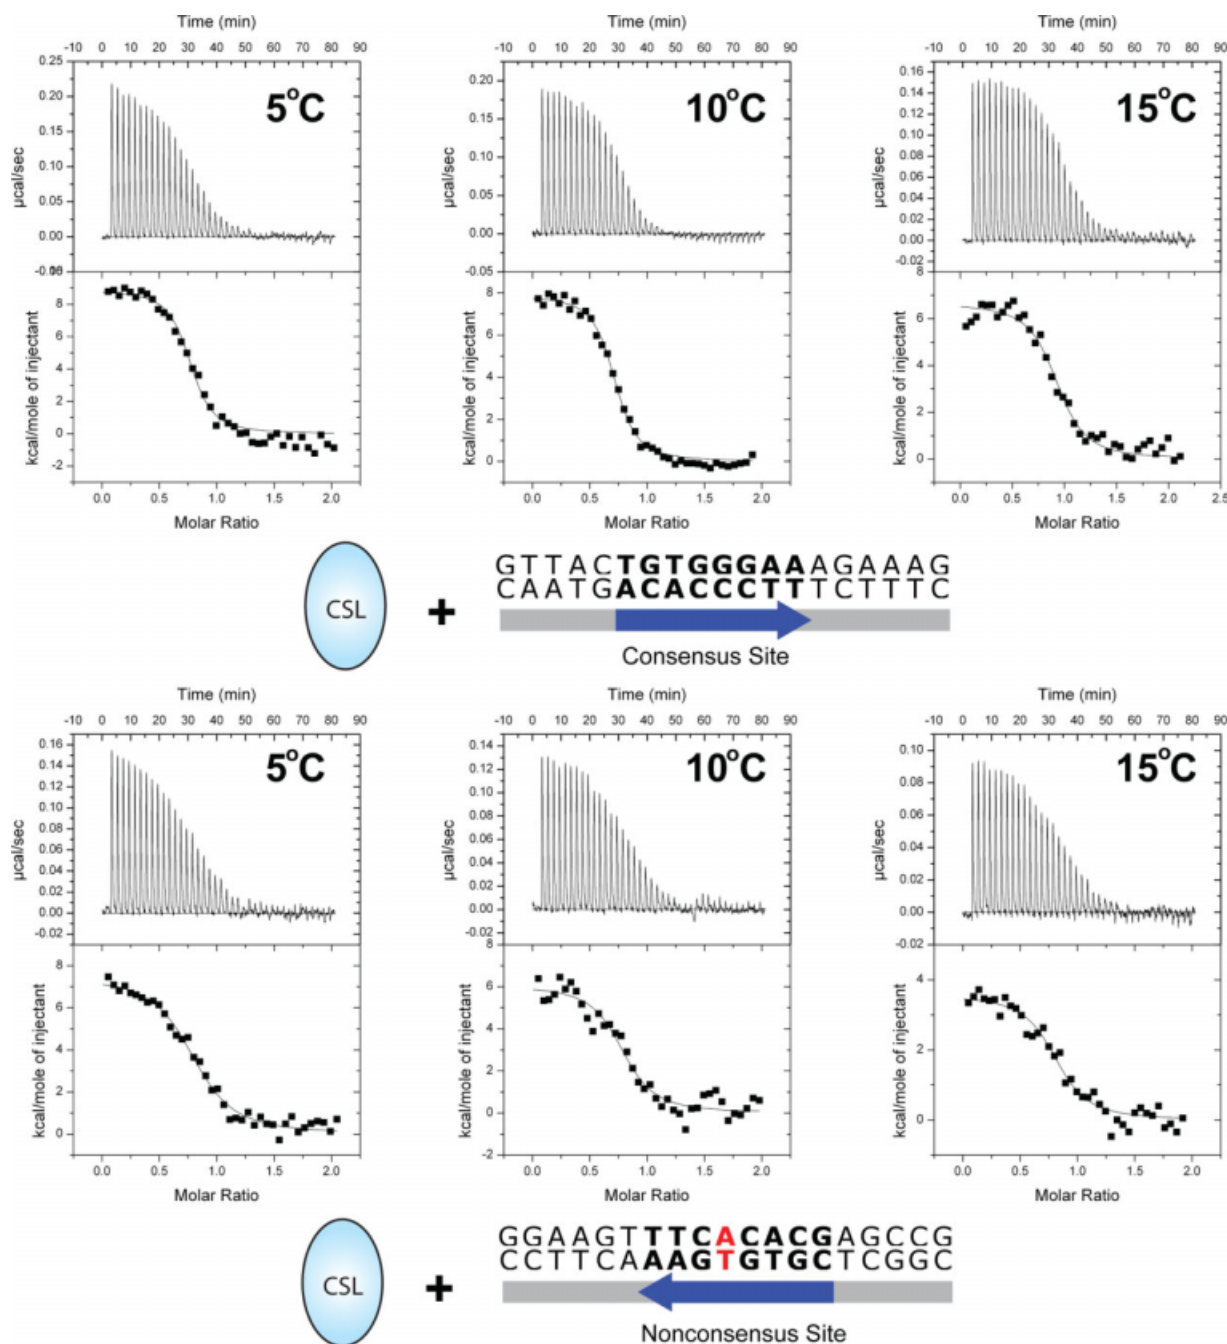 Time (min)
-10 0 10 20 30 40 50 60 70 80 90
0.25
0.20
0.15
0.10
0.05
0.00
-0.05
µcal/sec
5°C
8
6
4
2
0
-2
kcal/mole of injectant
0.0 0.5 1.0 1.5 2.0
Molar Ratio
Time (min)
-10 0 10 20 30 40 50 60 70 80 90
0.20
0.15
0.10
0.05
0.00
-0.05
µcal/sec
10°C
8
6
4
2
0
kcal/mole of injectant
0.0 0.5 1.0 1.5 2.0
Molar Ratio
Time (min)
-10 0 10 20 30 40 50 60 70 80 90
0.16
0.14
0.12
0.10
0.08
0.06
0.04
0.02
0.00
-0.02
µcal/sec
15°C
8
6
4
2
0
kcal/mole of injectant
0.0 0.5 1.0 1.5 2.0 2.5
Molar Ratio
CSL
+
GTTACTGTGGGAAAGAAAG
CAATGACACCCTTTCTTTC
Consensus Site
Time (min)
-10 0 10 20 30 40 50 60 70 80 90
0.16
0.14
0.12
0.10
0.08
0.06
0.04
0.02
0.00
-0.02
µcal/sec
5°C
8
6
4
2
0
kcal/mole of injectant
0.0 0.5 1.0 1.5 2.0
Molar Ratio
Time (min)
-10 0 10 20 30 40 50 60 70 80 90
0.14
0.12
0.10
0.08
0.06
0.04
0.02
0.00
-0.02
µcal/sec
10°C
8
6
4
2
0
-2
kcal/mole of injectant
0.0 0.5 1.0 1.5 2.0
Molar Ratio
Time (min)
-10 0 10 20 30 40 50 60 70 80 90
0.10
0.08
0.06
0.04
0.02
0.00
-0.02
µcal/sec
15°C
4
2
0
kcal/mole of injectant
0.0 0.5 1.0 1.5 2.0
Molar Ratio
CSL
+
GGAAGTTTCACACGAGCCG
CCTTCAAAGTGTGCTCGGC
Nonconsensus Site